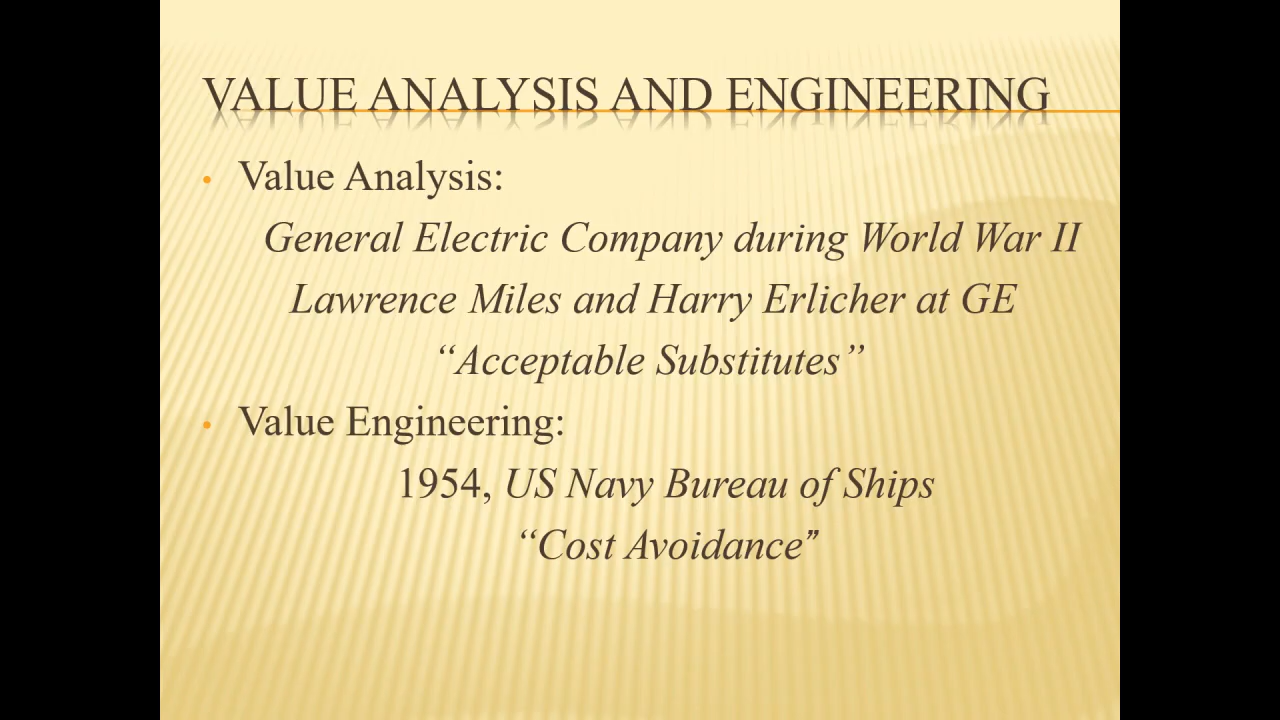 VALUE ANALYSIS AND ENGINEERING
• Value Analysis:
General Electric Company during World War II
Lawrence Miles and Harry Erlicher at GE
“Acceptable Substitutes”
• Value Engineering:
1954, US Navy Bureau of Ships
“Cost Avoidance”